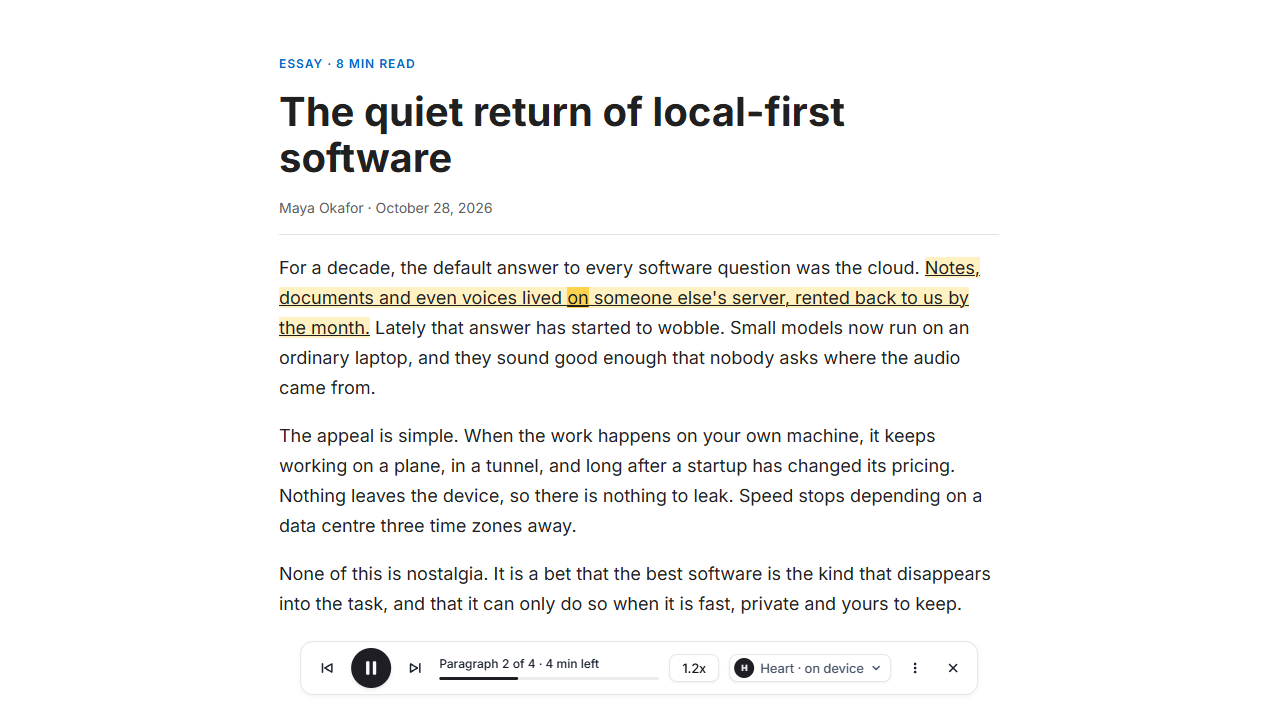 ESSAY · 8 MIN READ
The quiet return of local-first
software
Maya Okafor · October 28, 2026
For a decade, the default answer to every software question was the cloud. Notes,
documents and even voices lived on someone else's server, rented back to us by
the month. Lately that answer has started to wobble. Small models now run on an
ordinary laptop, and they sound good enough that nobody asks where the audio
came from.
The appeal is simple. When the work happens on your own machine, it keeps
working on a plane, in a tunnel, and long after a startup has changed its pricing.
Nothing leaves the device, so there is nothing to leak. Speed stops depending on a
data centre three time zones away.
None of this is nostalgia. It is a bet that the best software is the kind that disappears
into the task, and that it can only do so when it is fast, private and yours to keep.
Paragraph 2 of 4 · 4 min left
1.2x
H
Heart · on device